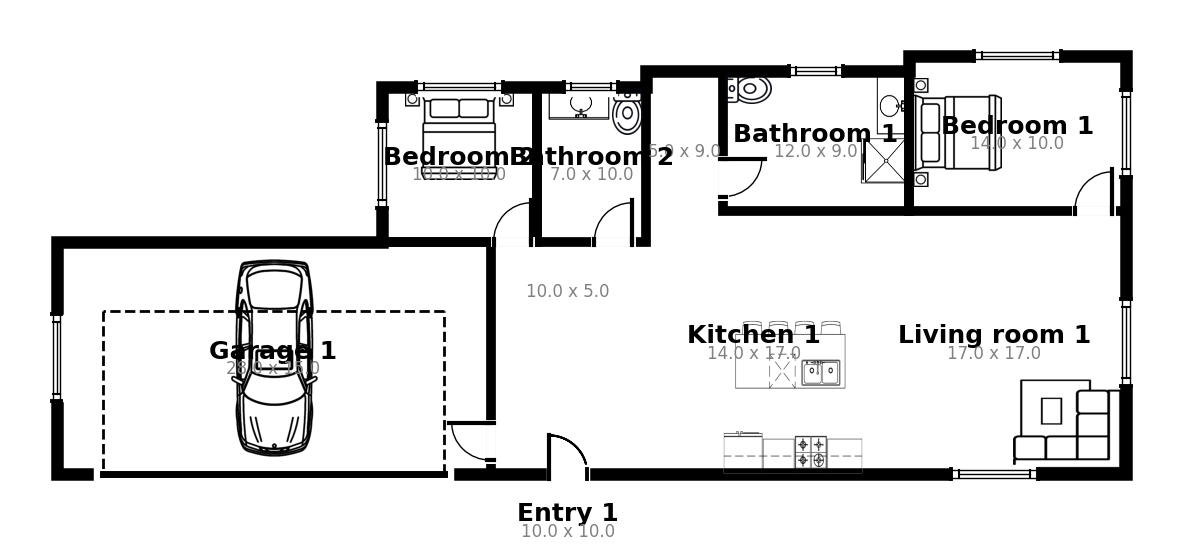 Bedroom 1
14.0 x 10.0
Bathroom 1
12.0 x 9.0
5.0 x 9.0
Bedroom 2
10.0 x 10.0
Bathroom 2
7.0 x 10.0
10.0 x 5.0
Kitchen 1
14.0 x 17.0
Living room 1
17.0 x 17.0
Garage 1
28.0 x 15.0
Entry 1
10.0 x 10.0